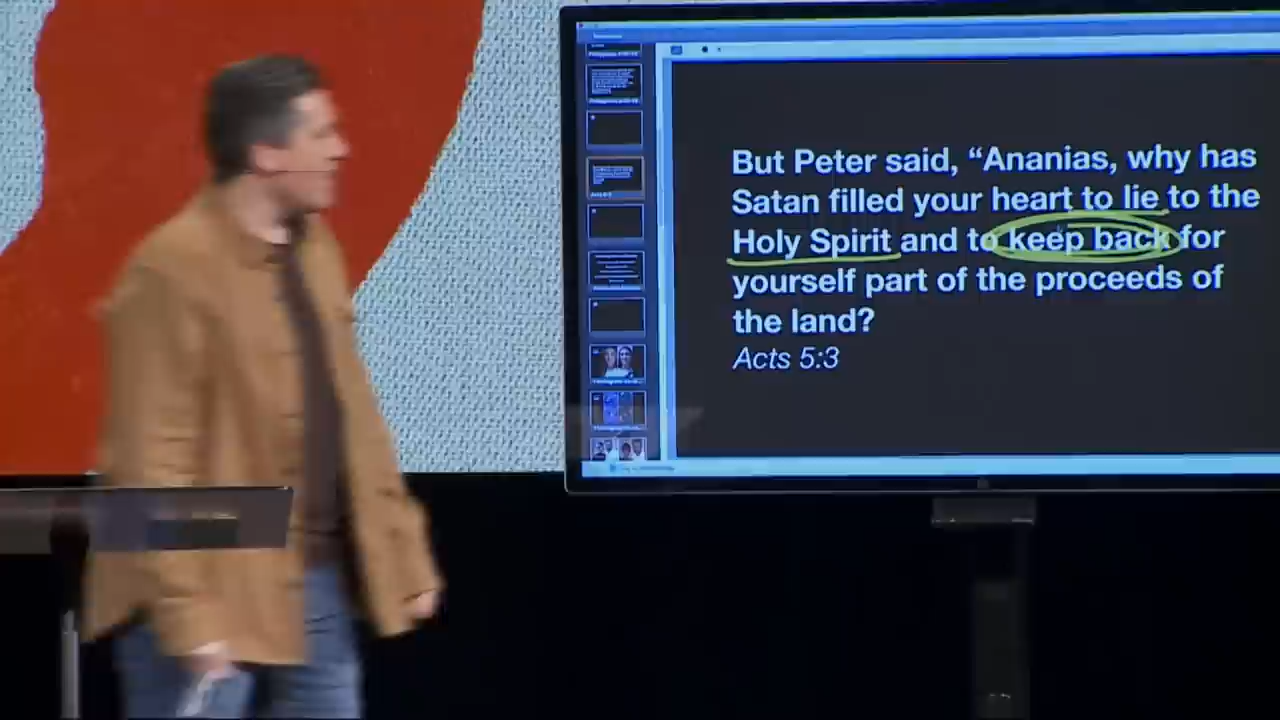 But Peter said, “Ananias, why has
Satan filled your heart to lie to the
Holy Spirit and to keep back for
yourself part of the proceeds of
the land?
Acts 5:3